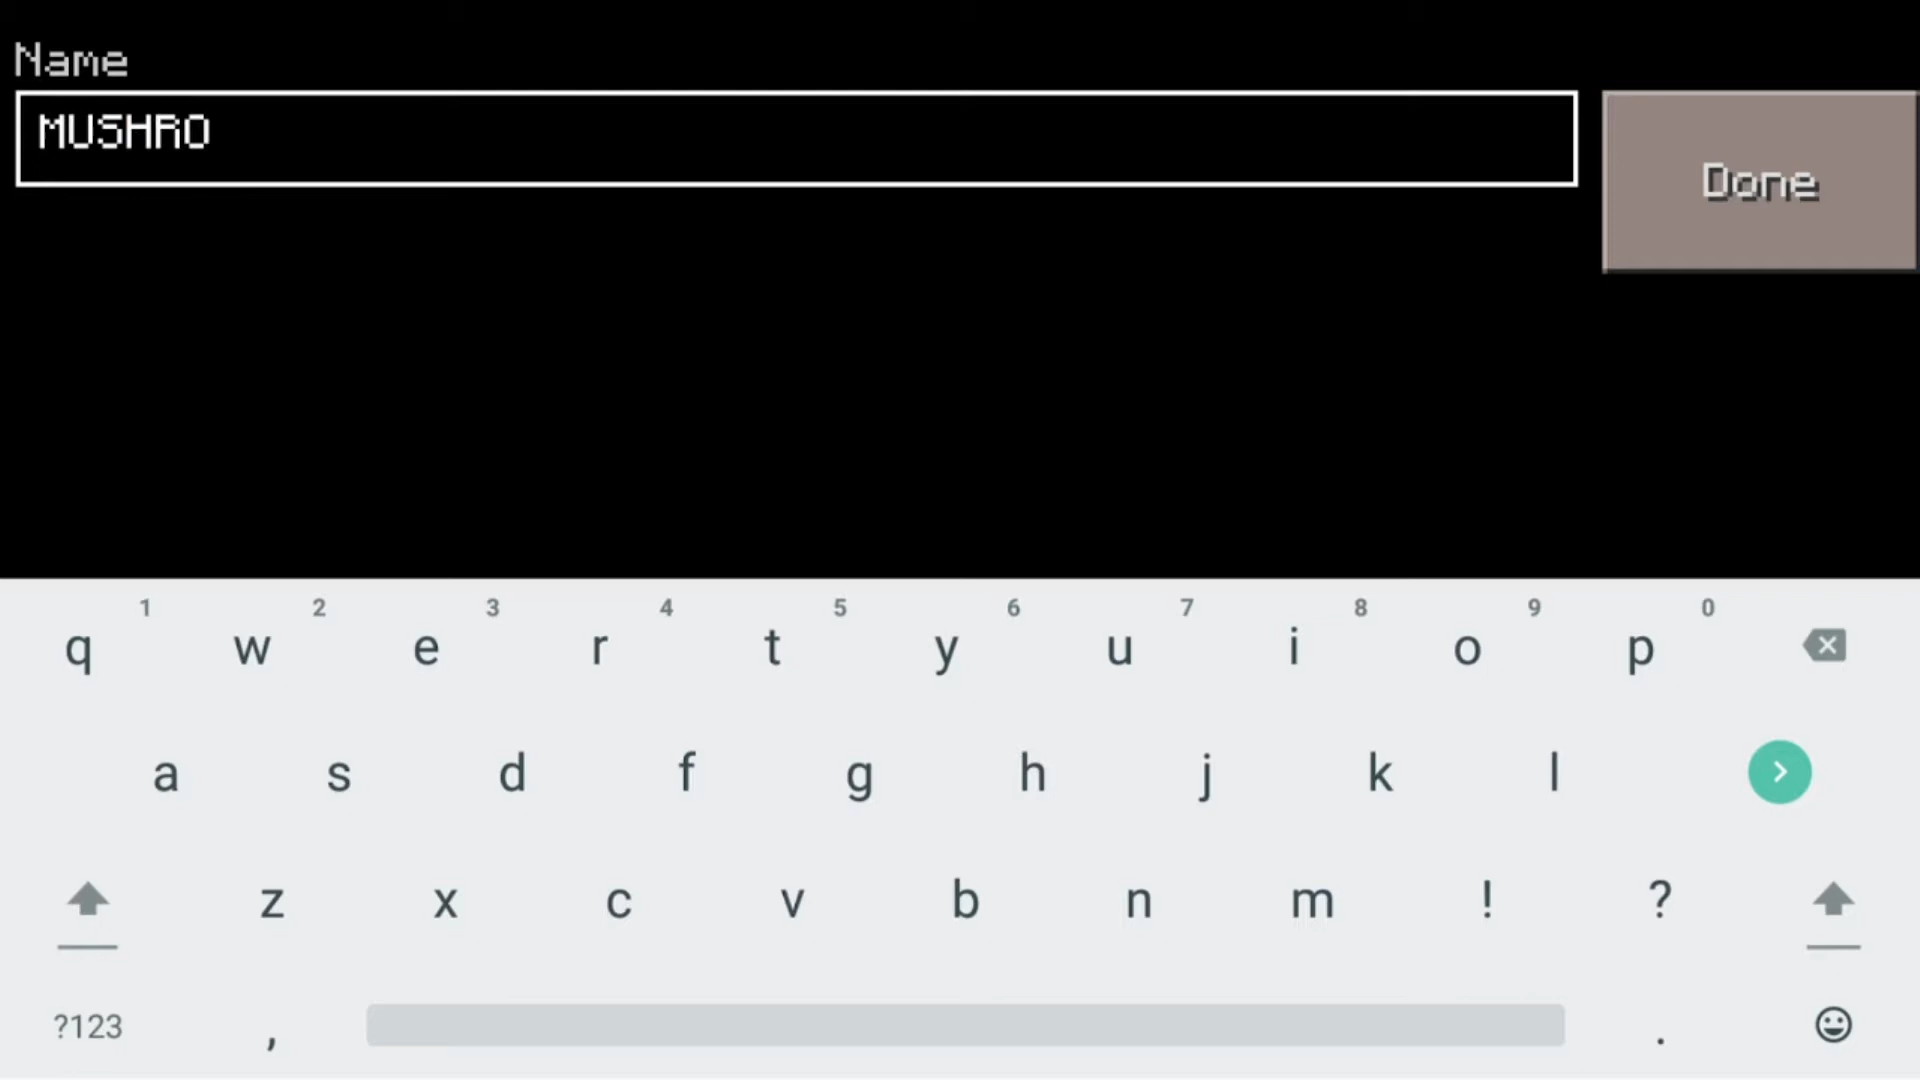 Name
MUSHRO
Done
1 2 3 4 5 6 7 8 9 0
q w e r t y u i o p
a s d f g h j k l
z x c v b n m ! ?
?123 , .